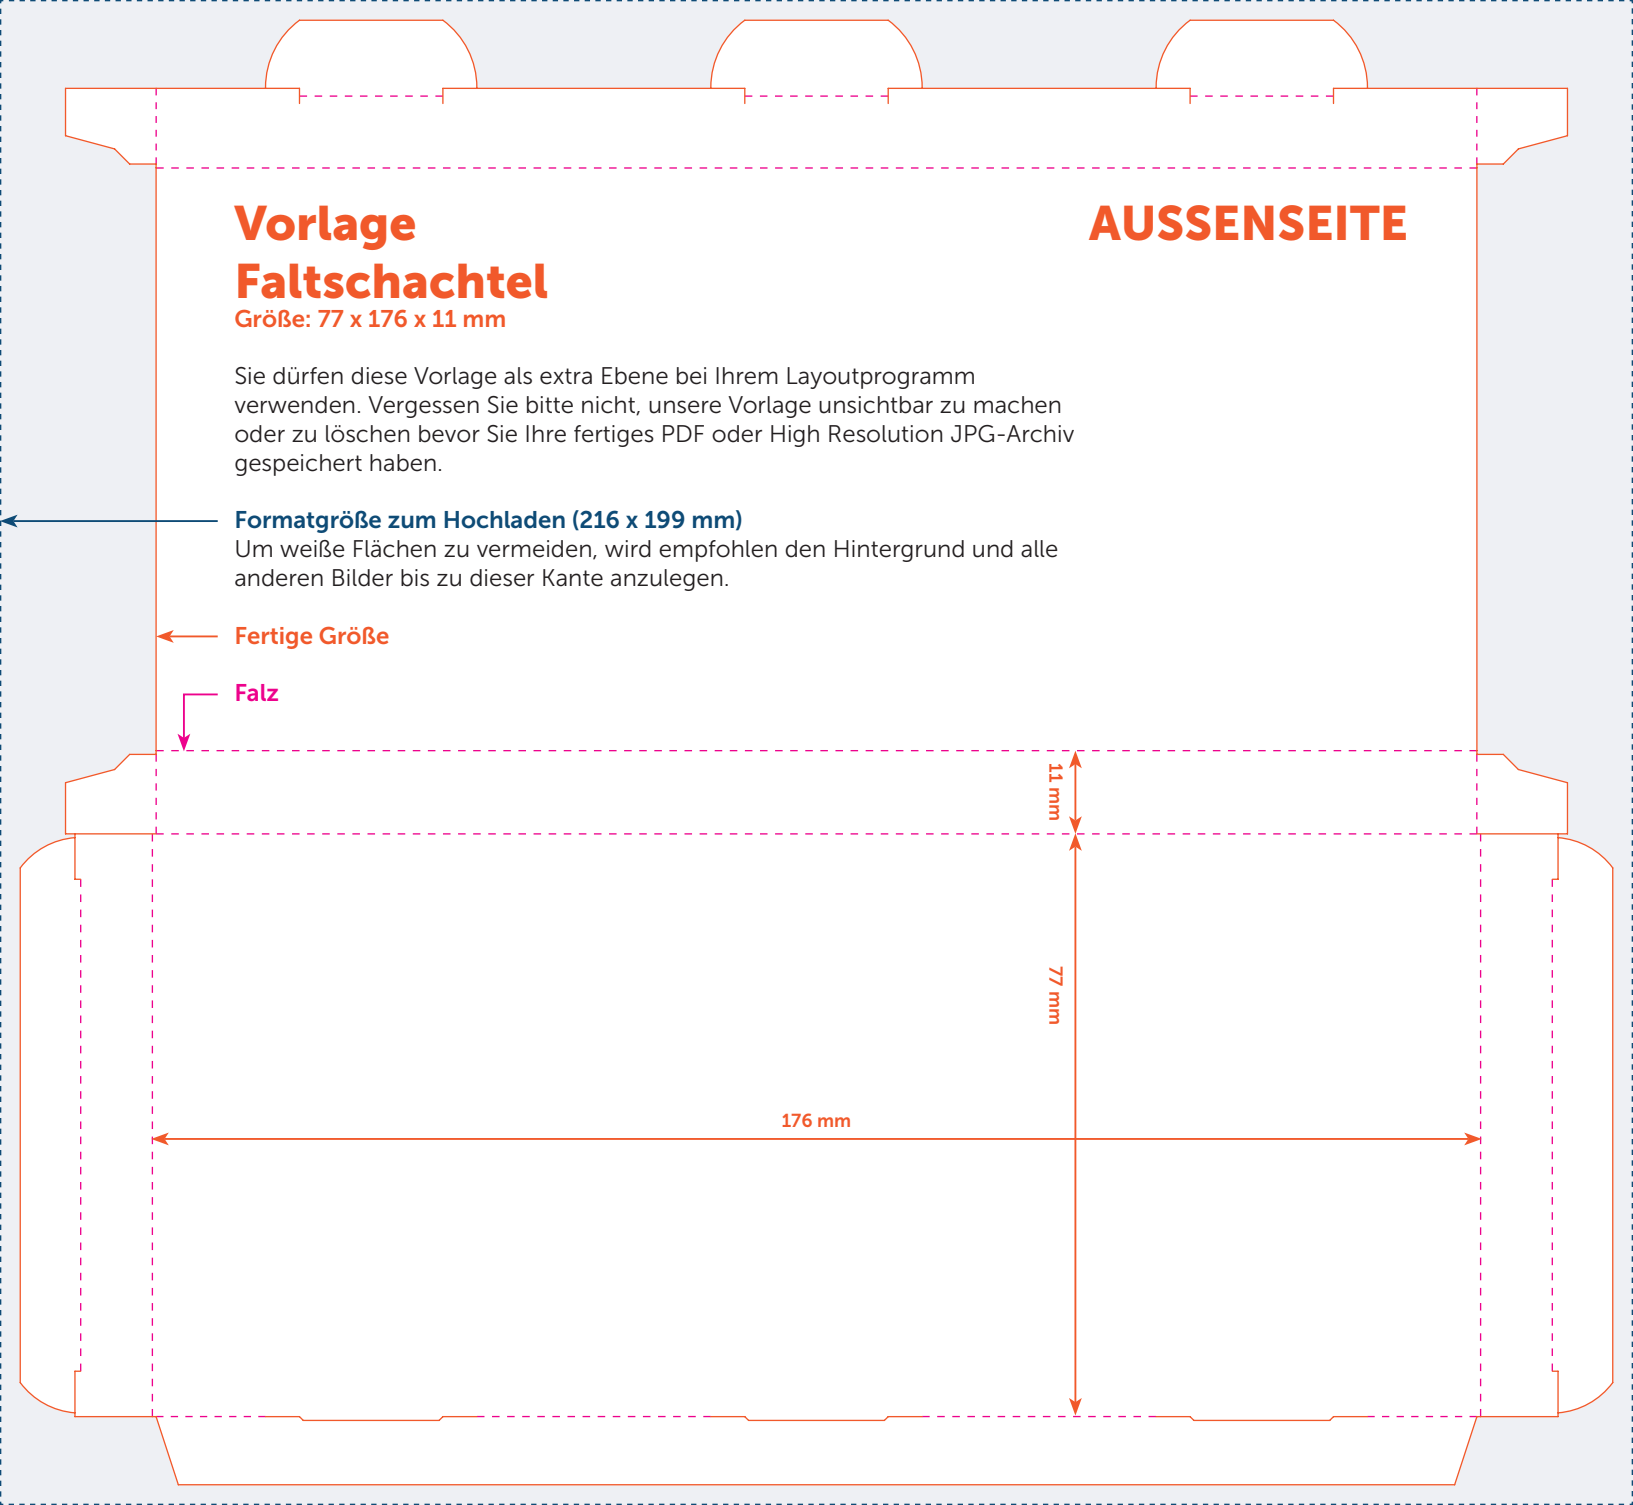 Vorlage
Faltschachtel
Größe: 77 x 176 x 11 mm
AUSSENSEITE
Sie dürfen diese Vorlage als extra Ebene bei Ihrem Layoutprogramm
verwenden. Vergessen Sie bitte nicht, unsere Vorlage unsichtbar zu machen
oder zu löschen bevor Sie Ihre fertiges PDF oder High Resolution JPG-Archiv
gespeichert haben.
Formatgröße zum Hochladen (216 x 199 mm)
Um weiße Flächen zu vermeiden, wird empfohlen den Hintergrund und alle
anderen Bilder bis zu dieser Kante anzulegen.
Fertige Größe
Falz
11 mm
77 mm
176 mm